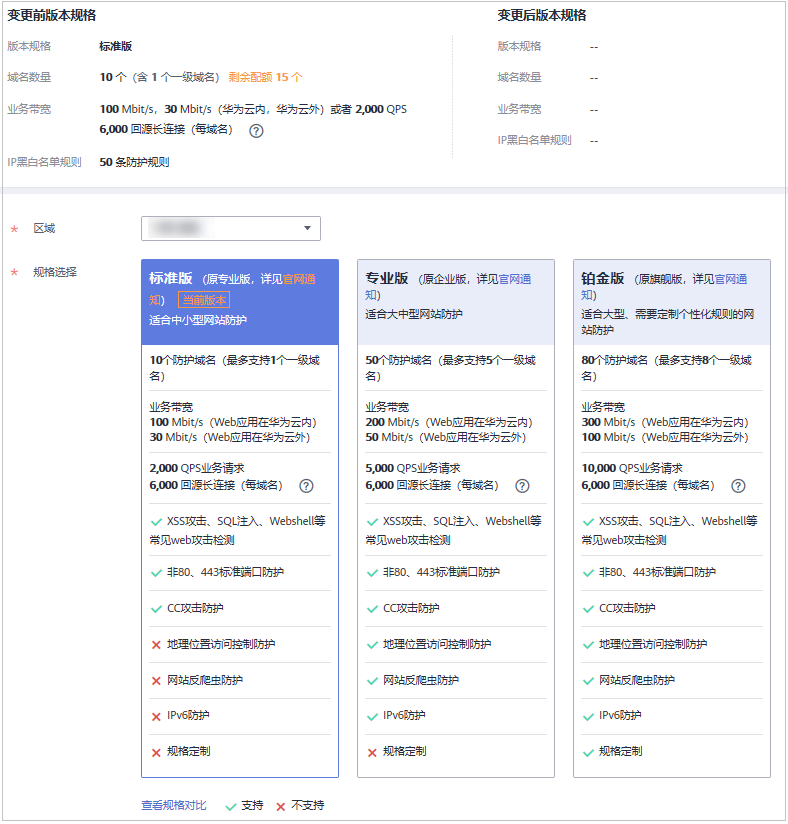 变更前版本规格
版本规格 标准版
域名数量 10 个（含 1 个一级域名） 剩余配额 15 个
业务带宽 100 Mbit/s，30 Mbit/s（华为云内，华为云外）或者 2,000 QPS
6,000 回源长连接（每域名） ?
IP黑白名单规则 50 条防护规则
变更后版本规格
版本规格 --
域名数量 --
业务带宽 --
IP黑白名单规则 --
* 区域
* 规格选择
标准版 （原专业版，详见官网通
知） 当前版本
适合中小型网站防护
10个防护域名（最多支持1个一级域
名）
业务带宽
100 Mbit/s（Web应用在华为云内）
30 Mbit/s（Web应用在华为云外）
2,000 QPS业务请求
6,000 回源长连接（每域名） ?
XSS攻击、SQL注入、Webshell等
常见web攻击检测
非80、443标准端口防护
CC攻击防护
地理位置访问控制防护
网站反爬虫防护
IPv6防护
规格定制
专业版 （原企业版，详见官网通
知）
适合大中型网站防护
50个防护域名（最多支持5个一级域
名）
业务带宽
200 Mbit/s（Web应用在华为云内）
50 Mbit/s（Web应用在华为云外）
5,000 QPS业务请求
6,000 回源长连接（每域名） ?
XSS攻击、SQL注入、Webshell等
常见web攻击检测
非80、443标准端口防护
CC攻击防护
地理位置访问控制防护
网站反爬虫防护
IPv6防护
规格定制
铂金版 （原旗舰版，详见官网通
知）
适合大型、需要定制个性化规则的网
站防护
80个防护域名（最多支持8个一级域
名）
业务带宽
300 Mbit/s（Web应用在华为云内）
100 Mbit/s（Web应用在华为云外）
10,000 QPS业务请求
6,000 回源长连接（每域名） ?
XSS攻击、SQL注入、Webshell等
常见web攻击检测
非80、443标准端口防护
CC攻击防护
地理位置访问控制防护
网站反爬虫防护
IPv6防护
规格定制
查看规格对比 支持 不支持